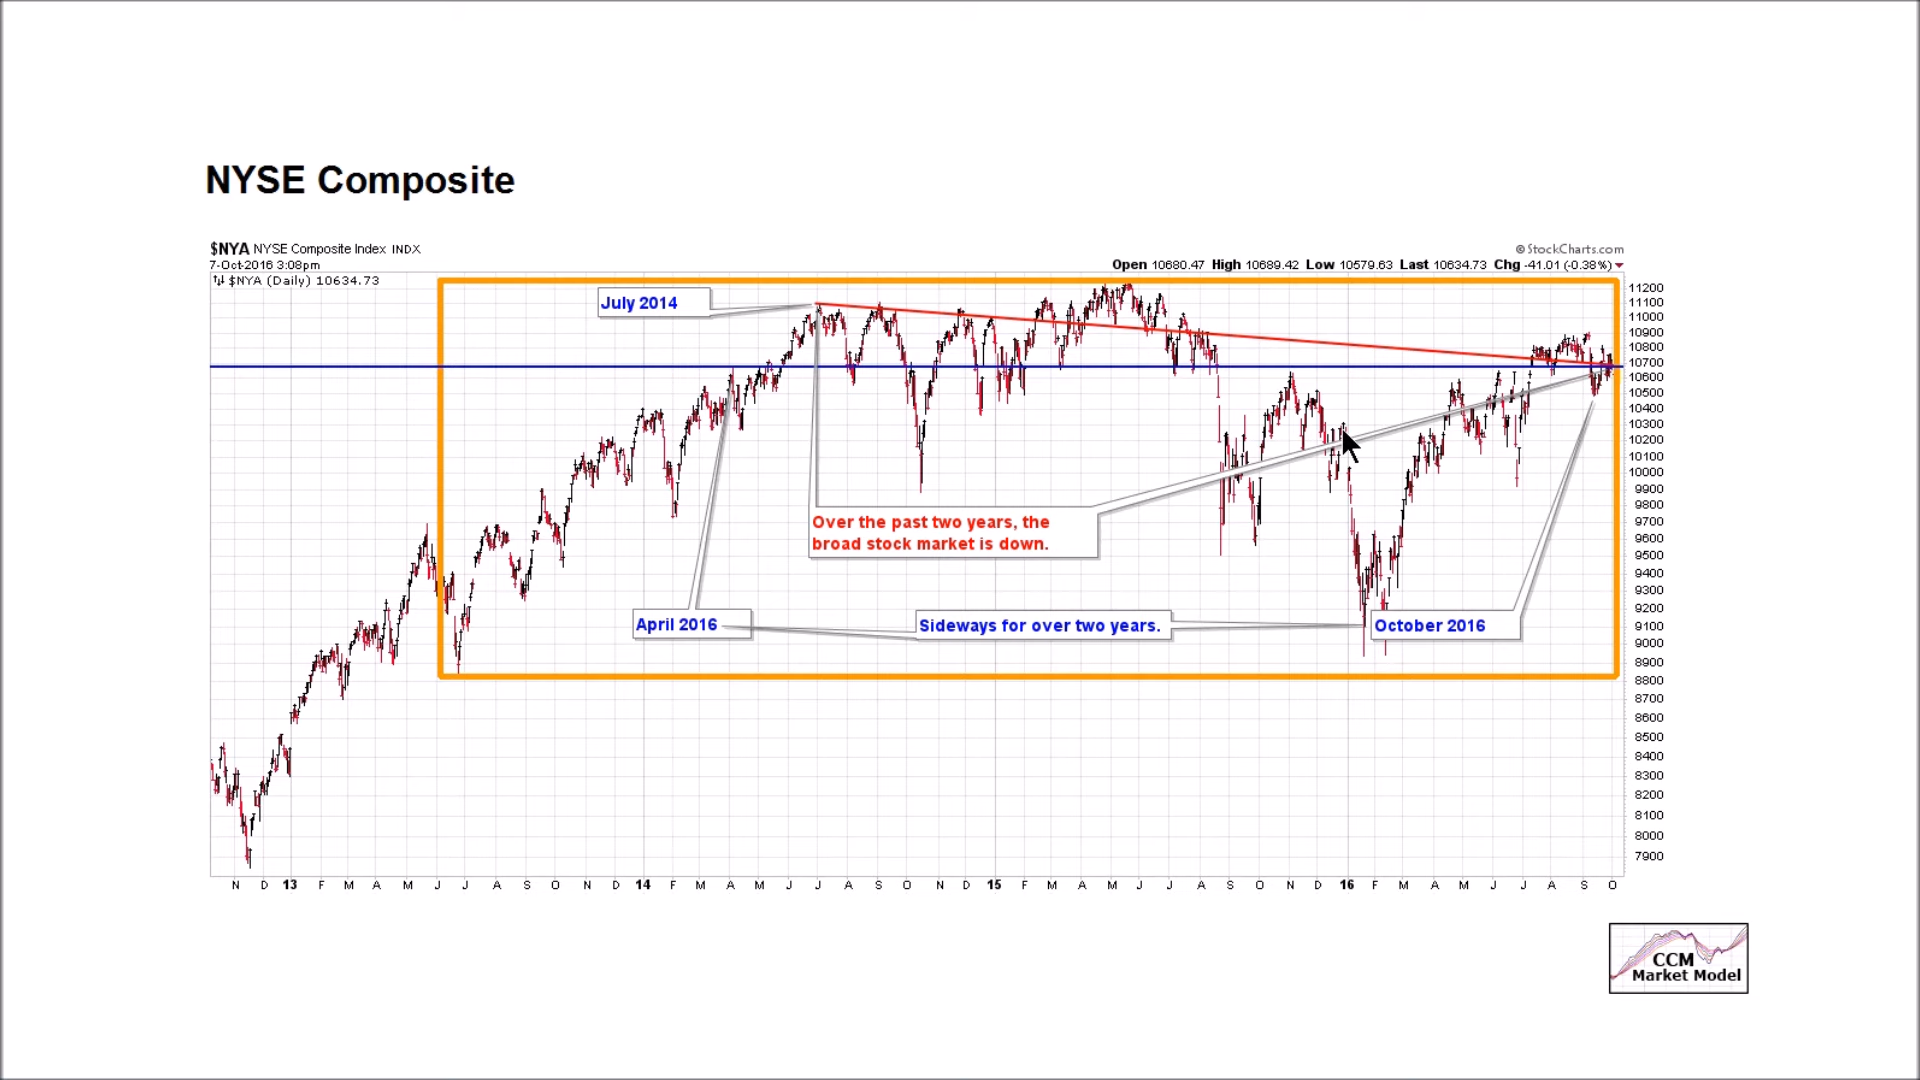 NYSE Composite
$NYA NYSE Composite Index INDX
© StockCharts.com
7-Oct-2016 3:08pm
Open 10680.47 High 10689.42 Low 10579.63 Last 10634.73 Chg -41.01 (-0.38%)
$NYA (Daily) 10634.73
July 2014
Over the past two years, the
broad stock market is down.
April 2016
Sideways for over two years.
October 2016
11200
11100
11000
10900
10800
10700
10600
10500
10400
10300
10200
10100
10000
9900
9800
9700
9600
9500
9400
9300
9200
9100
9000
8900
8800
8700
8600
8500
8400
8300
8200
8100
8000
7900
N D 13 F M A M J J A S O N D 14 F M A M J J A S O N D 15 F M A M J J A S O N D 16 F M A M J J A S O
CCM
Market Model